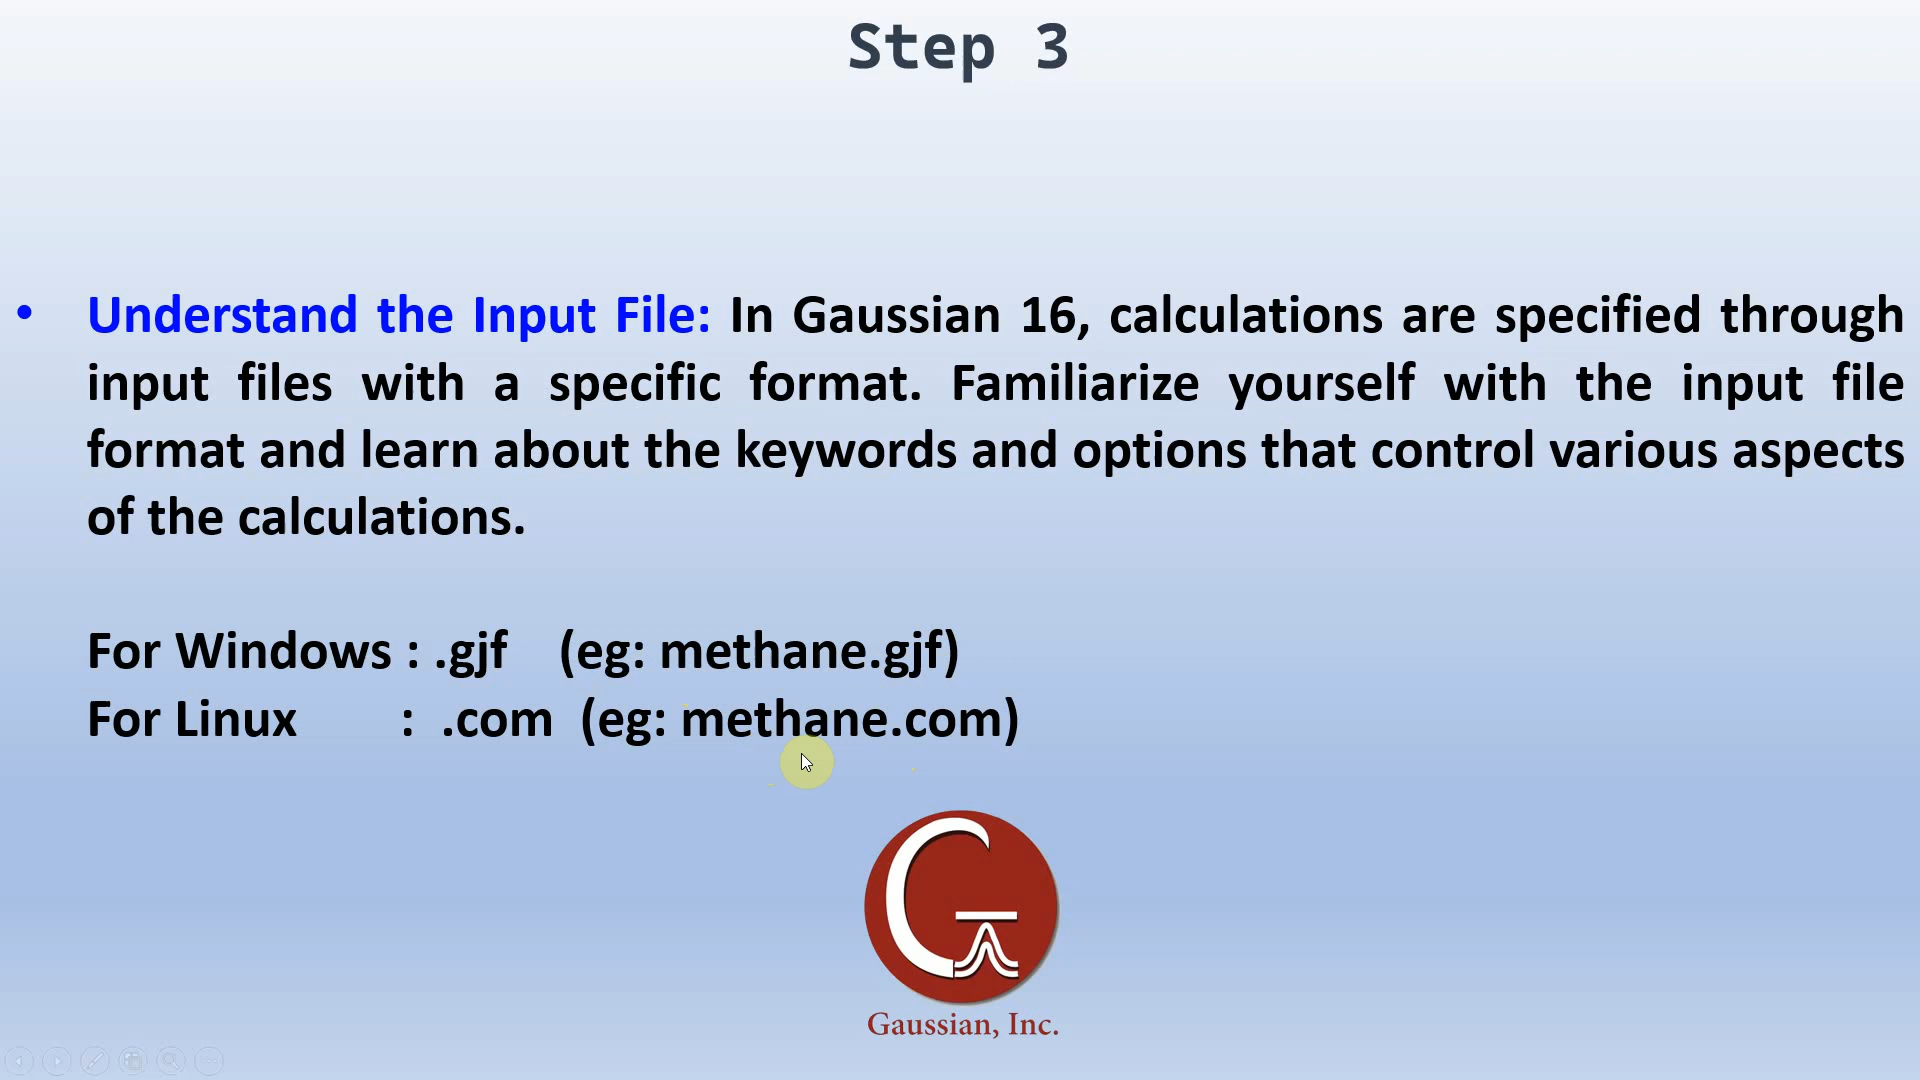 Step 3
• Understand the Input File: In Gaussian 16, calculations are specified through
input files with a specific format. Familiarize yourself with the input file
format and learn about the keywords and options that control various aspects
of the calculations.
For Windows : .gjf (eg: methane.gjf)
For Linux : .com (eg: methane.com)
Gaussian, Inc.